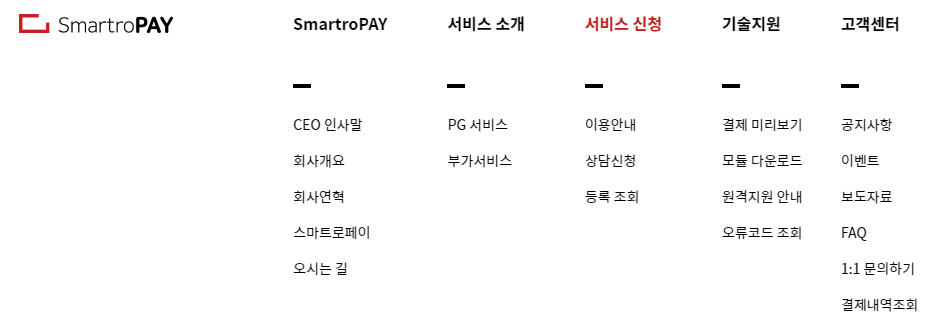 SmartroPAY
SmartroPAY 서비스 소개 서비스 신청 기술지원 고객센터
CEO 인사말 PG 서비스 이용안내 결제 미리보기 공지사항
회사개요 부가서비스 상담신청 모듈 다운로드 이벤트
회사연혁 등록 조회 원격지원 안내 보도자료
스마트로페이 오류코드 조회 FAQ
오시는 길 1:1 문의하기
결제내역조회